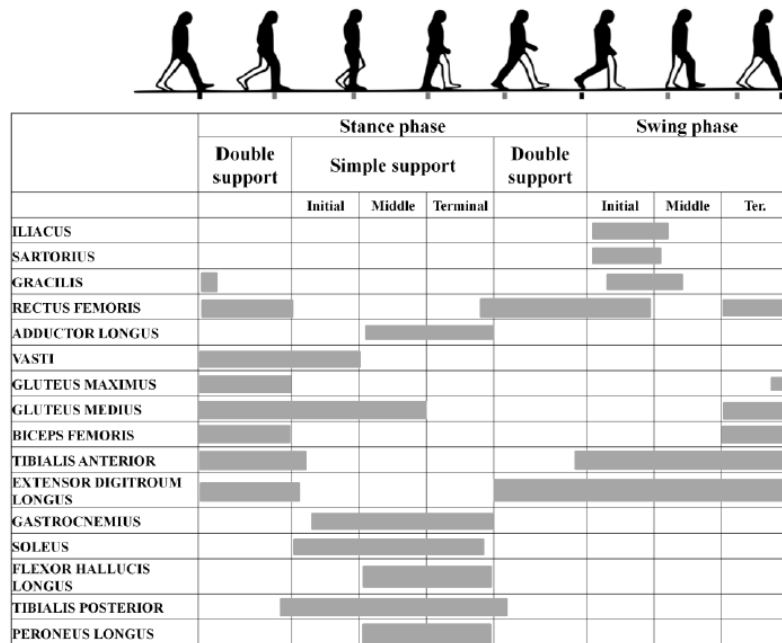 Stance phase
Swing phase
Double
support
Simple support
Double
support
Initial
Middle
Terminal
Initial
Middle
Ter.
ILIACUS
SARTORIUS
GRACILIS
RECTUS FEMORIS
ADDUCTOR LONGUS
VASTI
GLUTEUS MAXIMUS
GLUTEUS MEDIUS
BICEPS FEMORIS
TIBIALIS ANTERIOR
EXTENSOR DIGITROUM
LONGUS
GASTROCNEMIUS
SOLEUS
FLEXOR HALLUCIS
LONGUS
TIBIALIS POSTERIOR
PERONEUS LONGUS